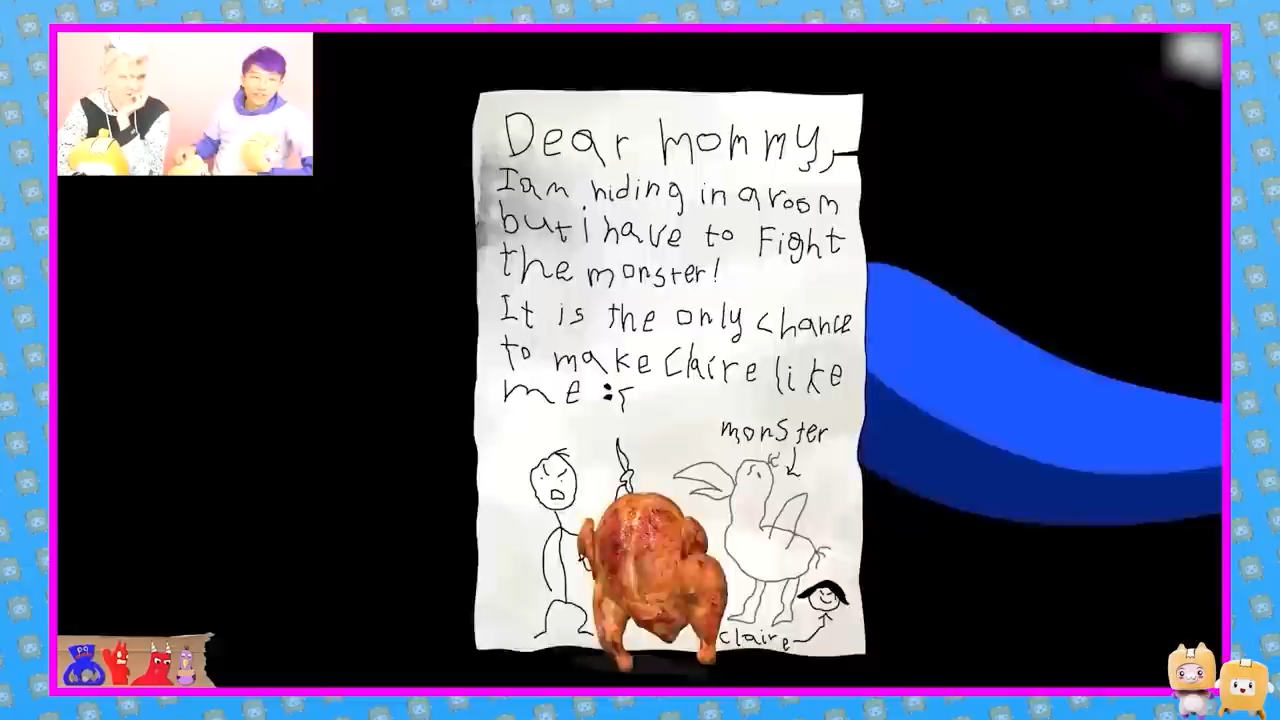 Dear Mommy,
I am hiding in a room
but i have to Fight
the monster!
It is the only chance
to make Claire like
me :r
monster
Claire